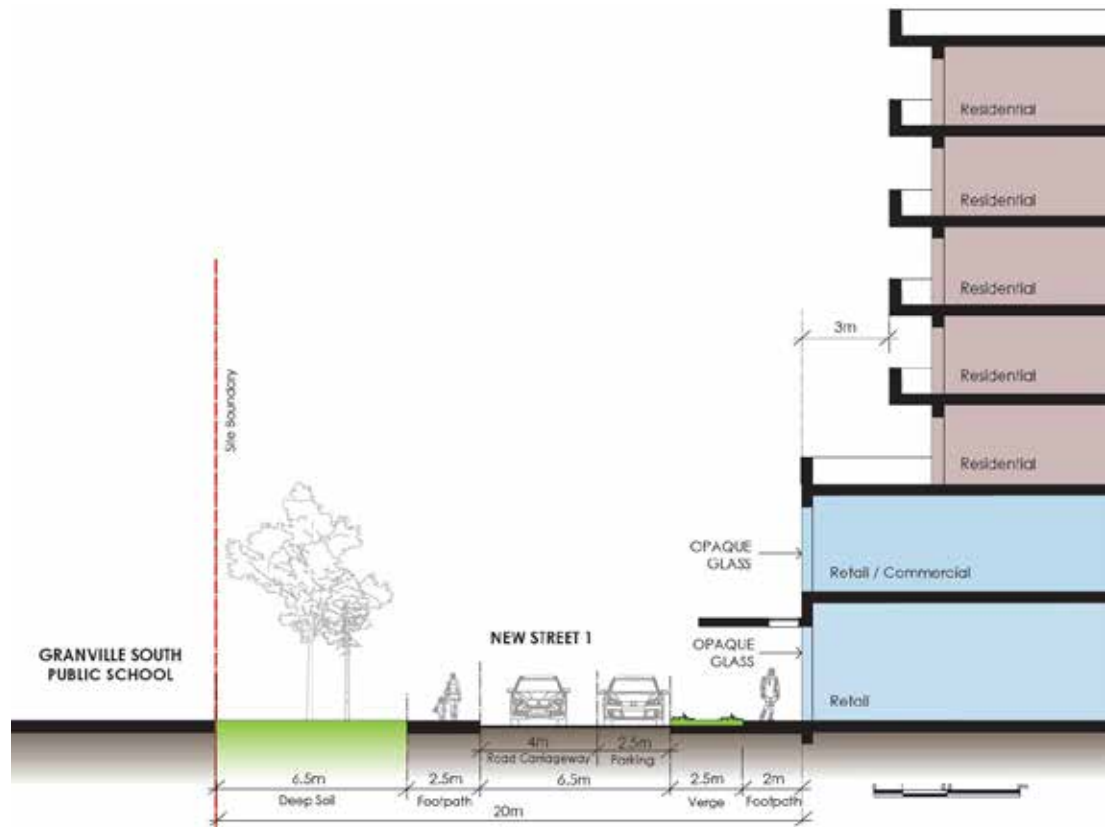 Residential
Residential
Residential
3m
Residential
Site Boundary
Residential
OPAQUE
GLASS
Retail / Commercial
GRANVILLE SOUTH
PUBLIC SCHOOL
NEW STREET 1
OPAQUE
GLASS
Retail
4m
2.5m
Road Carriageway
Parking
6.5m
2.5m
6.5m
2.5m
2m
Deep Soil
Footpath
Verge
Footpath
20m